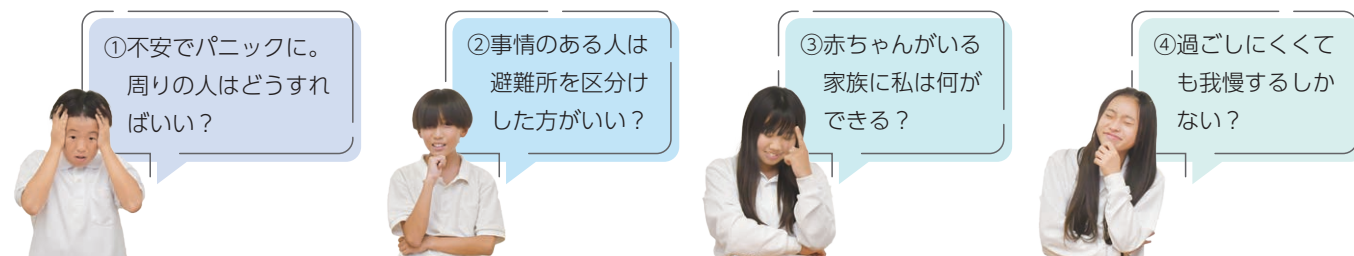 ①不安でパニックに。
周りの人はどうすれ
ばいい？
②事情のある人は
避難所を区分け
した方がいい？
③赤ちゃんがいる
家族に私は何が
できる？
④過ごしにくくて
も我慢するしか
ない？